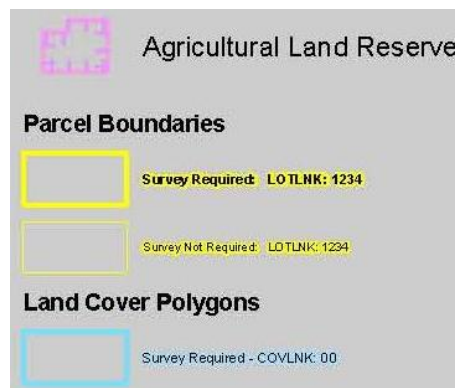 Agricultural Land Reserve
Parcel Boundaries
Survey Required: LOTLNK: 1234
Survey Not Required: LOTLNK: 1234
Land Cover Polygons
Survey Required - COVLNK: 00